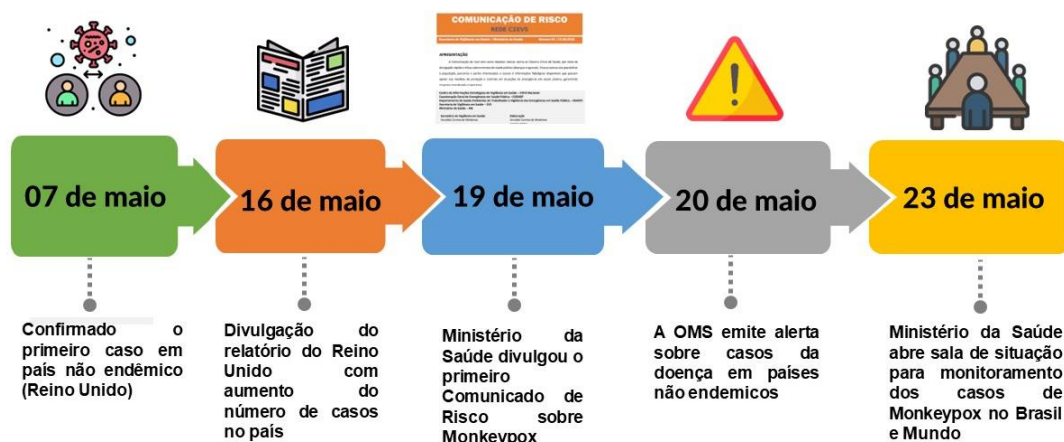 COMUNICAÇÃO DE RISCO
REDE CIEVS
APRESENTAÇÃO
07 de maio
16 de maio
19 de maio
20 de maio
23 de maio
Confirmado o
primeiro caso em
país não endêmico
(Reino Unido)
Divulgação do
relatório do Reino
Unido com
aumento do
número de casos
no país
Ministério da
Saúde divulgou o
primeiro
Comunicado de
Risco sobre
Monkeypox
A OMS emite alerta
sobre casos da
doença em países
não endemicos
Ministério da Saúde
abre sala de situação
para monitoramento
dos casos de
Monkeypox no Brasil
e Mundo